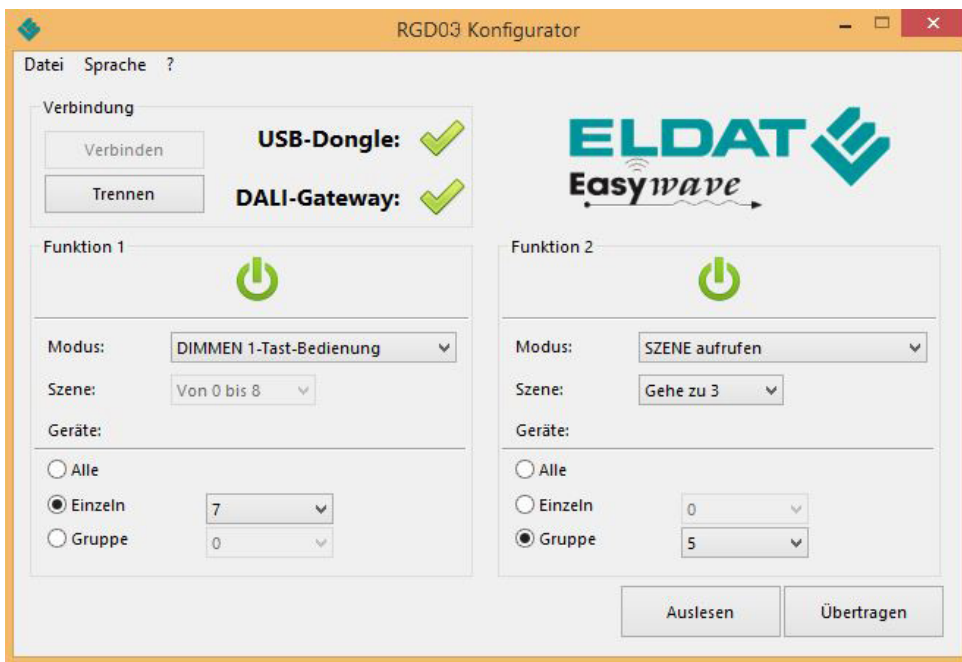 RGD03 Konfigurator
Datei Sprache ?
Verbindung
Verbinden
USB-Dongle:
Trennen
DALI-Gateway:
ELDAT
Easywave
Funktion 1
Modus: DIMMEN 1-Tast-Bedienung
Szene: Von 0 bis 8
Geräte:
Alle
Einzeln 7
Gruppe 0
Funktion 2
Modus: SZENE aufrufen
Szene: Gehe zu 3
Geräte:
Alle
Einzeln 0
Gruppe 5
Auslesen Übertragen